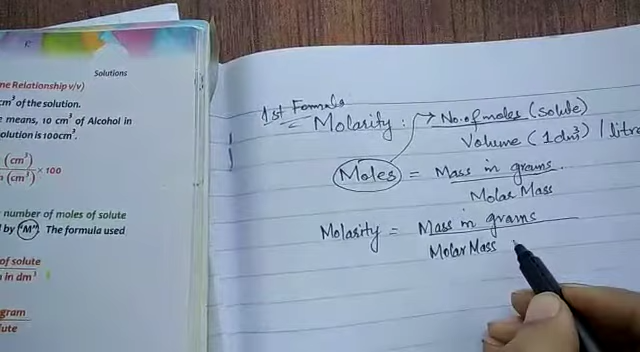 Solutions
ne Relationship v/v)
cm³ of the solution.
means, 10 cm³ of Alcohol in
olution is 100cm³.
(cm³)
n (cm³) × 100
number of moles of solute
by "M" The formula used
of solute
in dm³
gram
lute
1st Formula
Molarity : No. of moles (solute)
Volume (1 dm³) / litre
Moles = Mass in grams
Molar Mass
Molarity = Mass in grams
Molar Mass